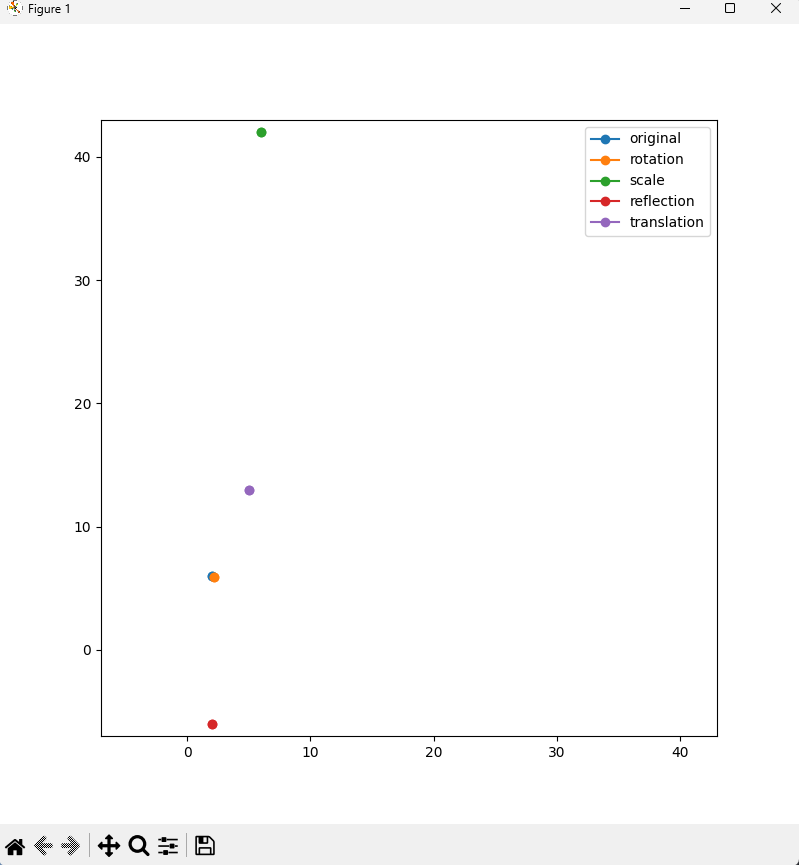 Figure 1
original
rotation
scale
reflection
translation
40
30
20
10
0
0 10 20 30 40